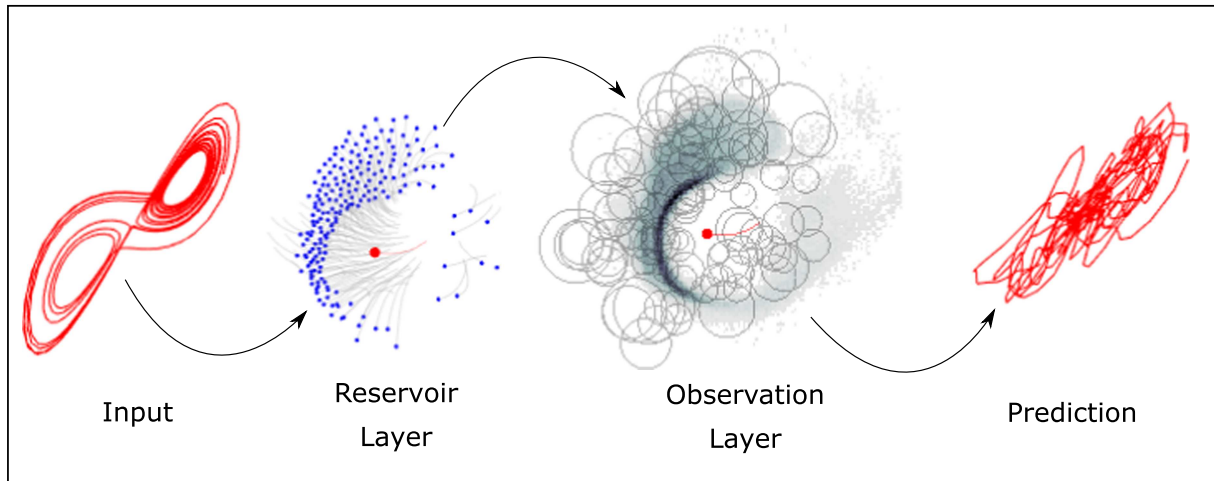 Input
Reservoir
Layer
Observation
Layer
Prediction